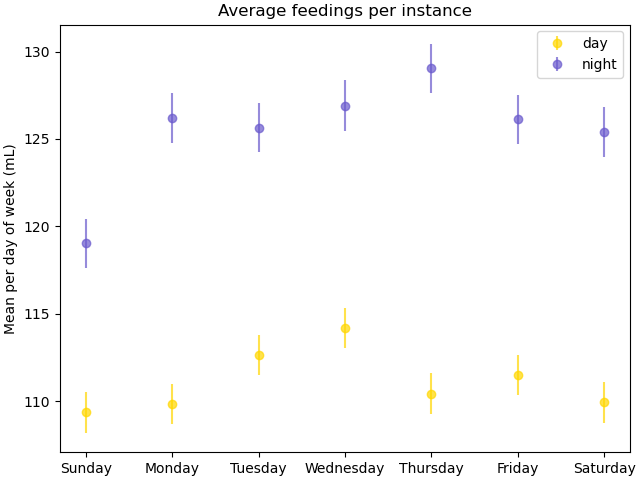 Average feedings per instance
day
night
Mean per day of week (mL)
130
125
120
115
110
Sunday Monday Tuesday Wednesday Thursday Friday Saturday